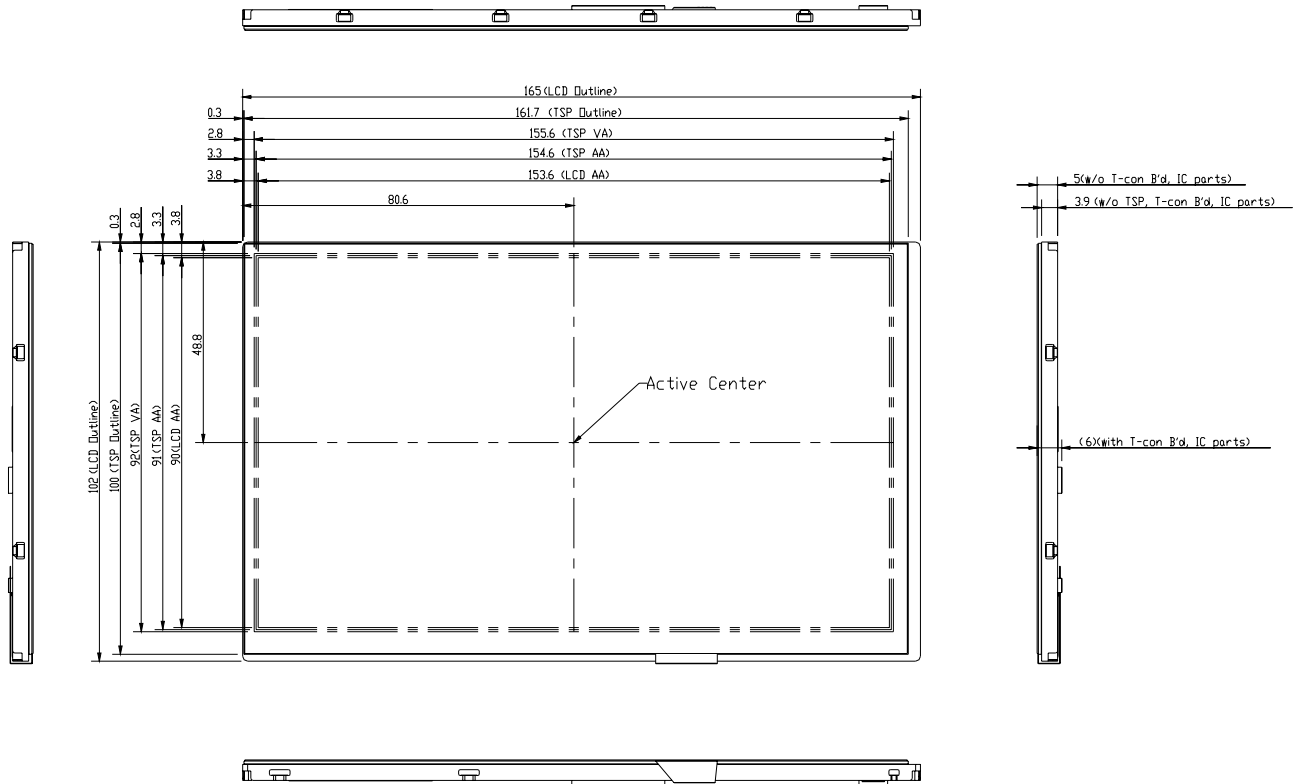 165(LCD Outline)
0.3
161.7 (TSP Outline)
2.8
155.6 (TSP VA)
3.3
154.6 (TSP AA)
3.8
153.6 (LCD AA)
80.6
5(w/o T-con B'd, IC parts)
3.9 (w/o TSP, T-con B'd, IC parts)
0.3
2.8
3.3
3.8
48.8
Active Center
102 (LCD Outline)
100 (TSP Outline)
92(TSP VA)
91(TSP AA)
90(LCD AA)
(6)(with T-con B'd, IC parts)